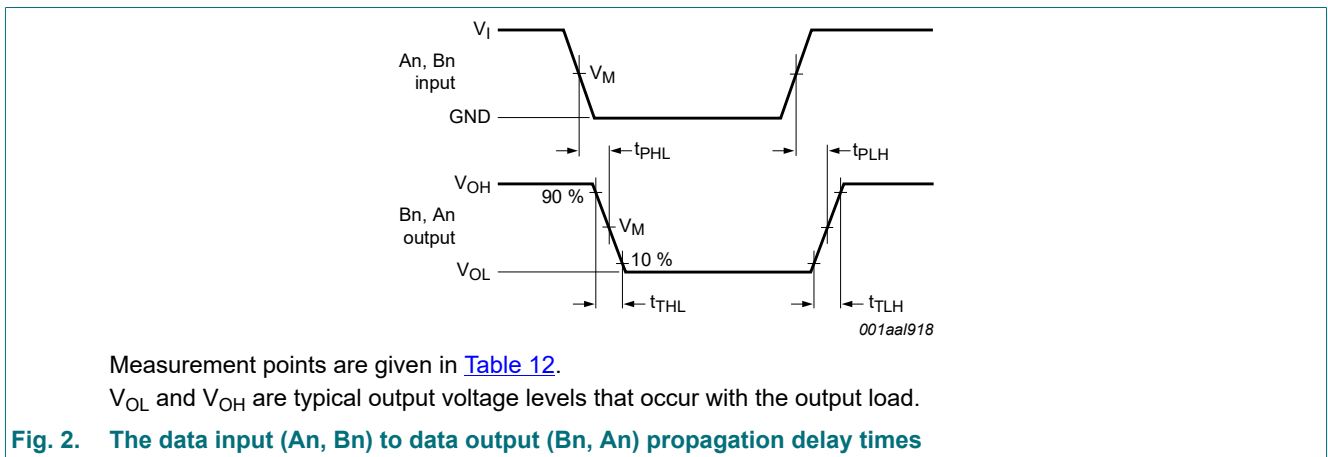 VI
An, Bn
input
VM
GND
tPHL
tPLH
VOH
90 %
Bn, An
output
VM
10 %
VOL
tTHL
tTLH
001aal918
Measurement points are given in Table 12.
VOL and VOH are typical output voltage levels that occur with the output load.
Fig. 2. The data input (An, Bn) to data output (Bn, An) propagation delay times